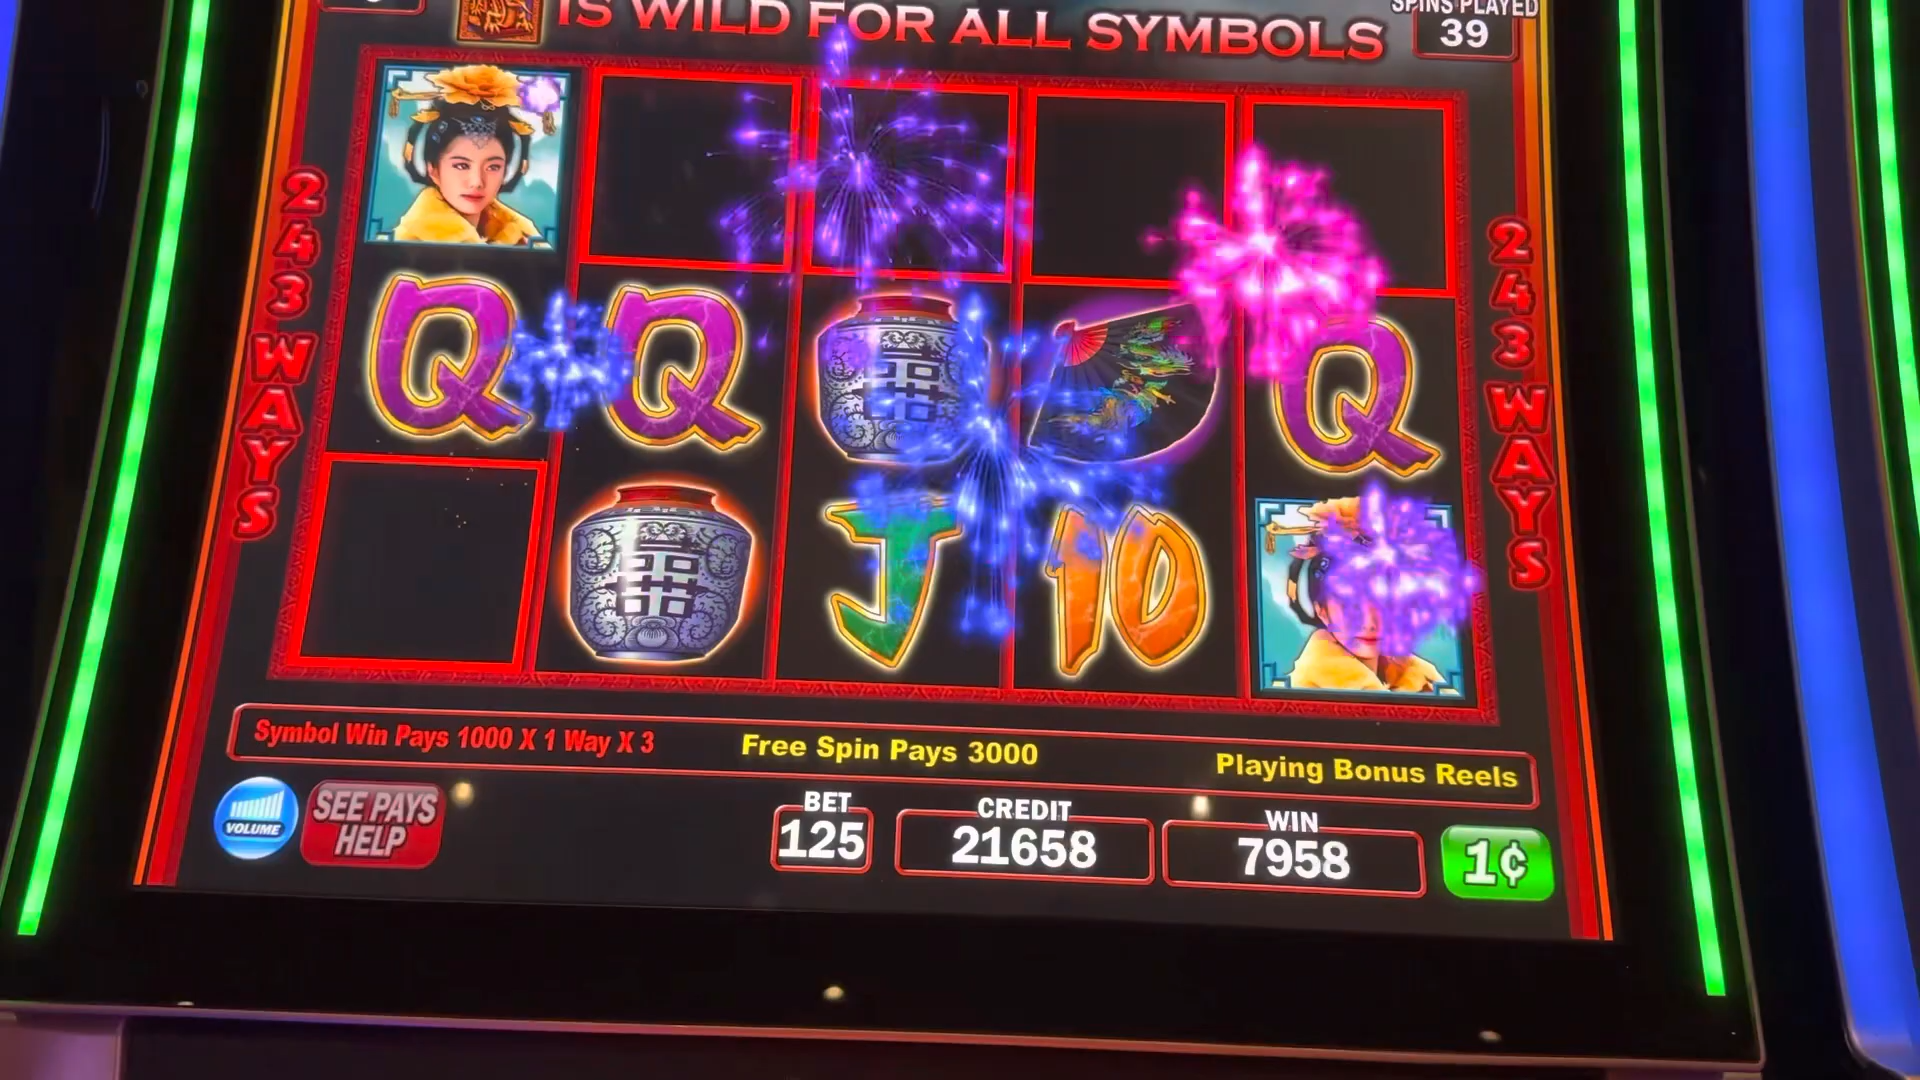 IS WILD FOR ALL SYMBOLS
SPINS PLAYED
39
243 WAYS
243 WAYS
Q Q Q
J 10
Symbol Win Pays 1000 X 1 Way X 3
Free Spin Pays 3000
Playing Bonus Reels
VOLUME
SEE PAYS
HELP
BET
125
CREDIT
21658
WIN
7958
1¢